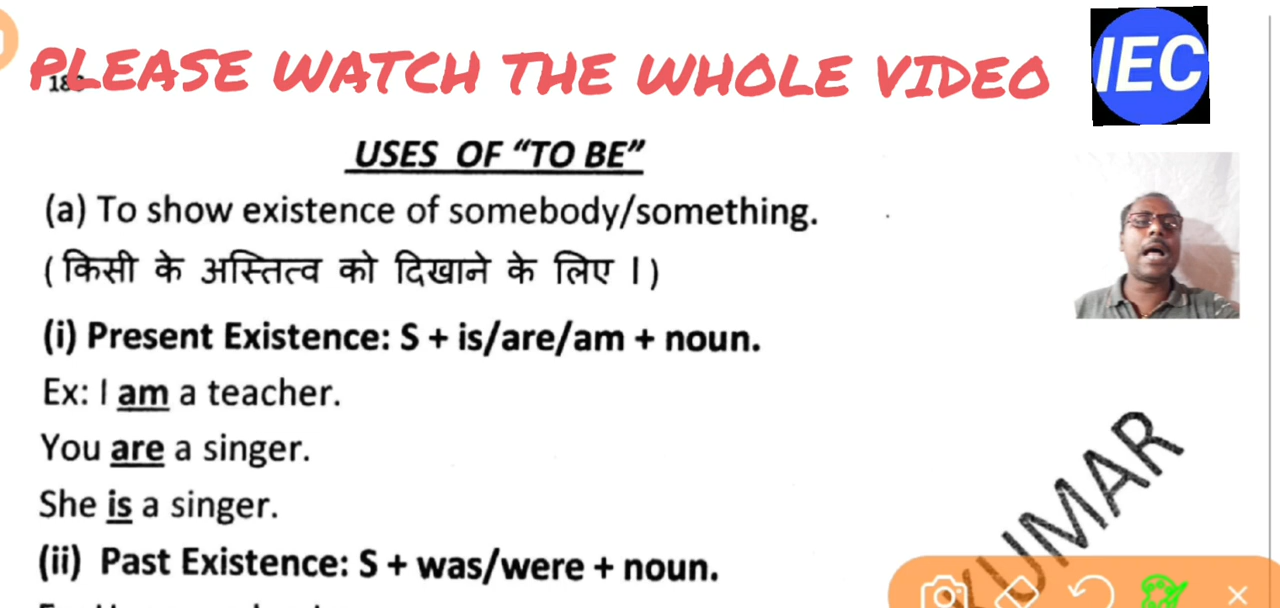 PLEASE WATCH THE WHOLE VIDEO
IEC
USES OF “TO BE”
(a) To show existence of somebody/something.
( किसी के अस्तित्व को दिखाने के लिए ।)
(i) Present Existence: S + is/are/am + noun.
Ex: I am a teacher.
You are a singer.
She is a singer.
(ii) Past Existence: S + was/were + noun.
KUMAR